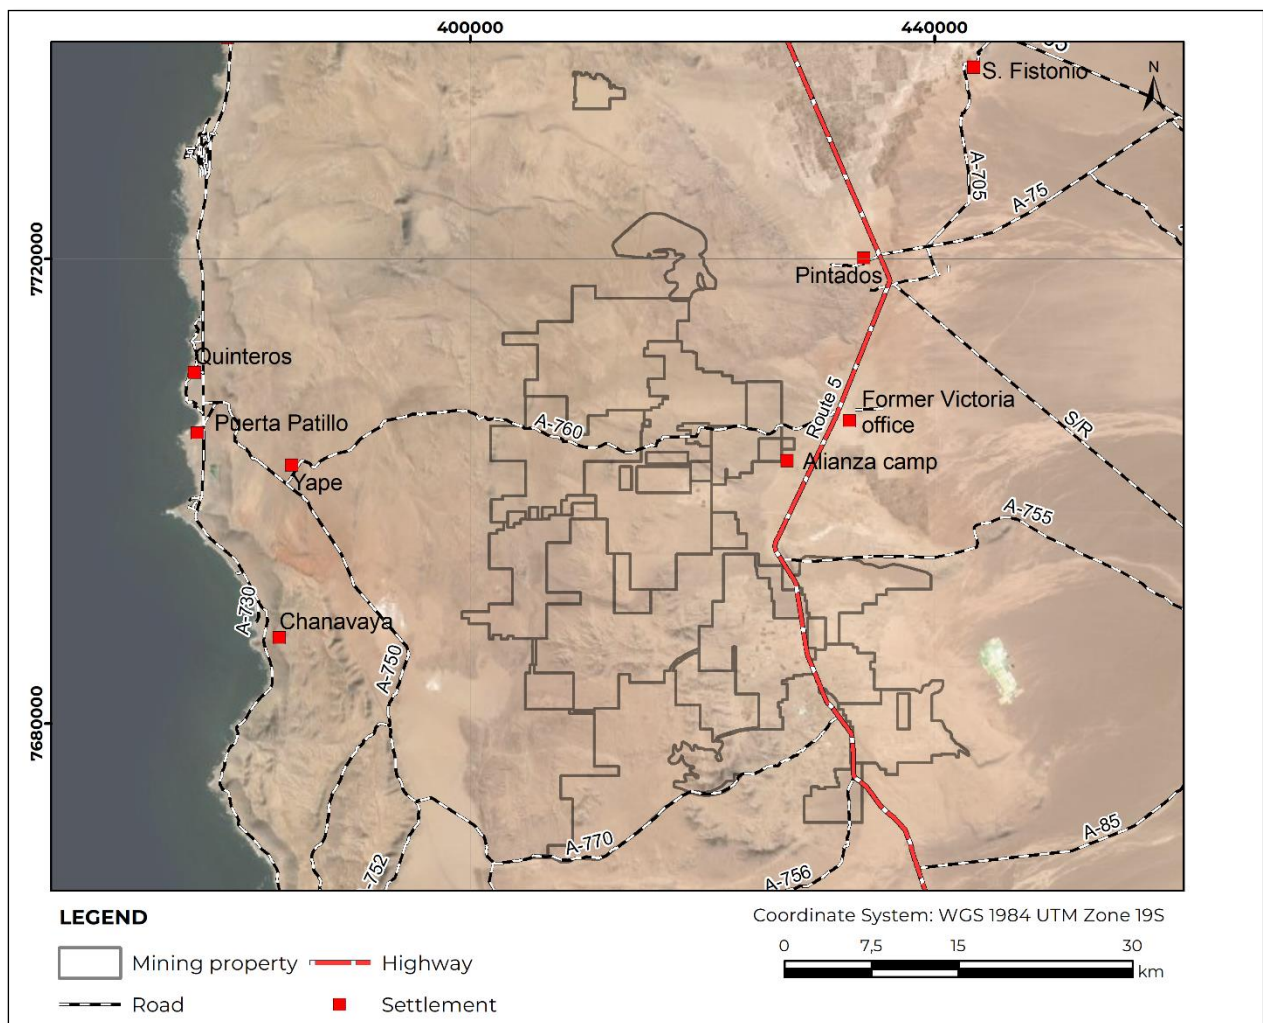 400000
440000
S. Fistonio
N
A-705
A-75
7720000
Pintados
Quinteros
Route 5
Former Victoria
office
Puerta Patillo
A-760
S/R
Alianza camp
Yape
A-755
A-730
Chanavaya
A-750
7680000
A-770
A-85
A-756
-752
LEGEND
Coordinate System: WGS 1984 UTM Zone 19S
Mining property
Highway
0 7,5 15 30
km
Road
Settlement